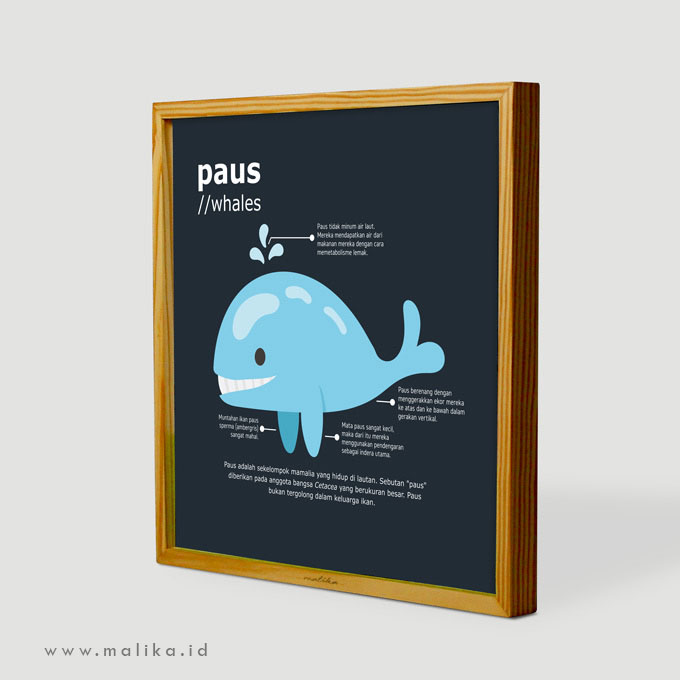 paus
//whales
Paus tidak minum air laut.
Mereka mendapatkan air dari
makanan mereka dengan cara
memetabolisme lemak.
Paus berenang dengan
menggerakkan ekor mereka
ke atas dan ke bawah dalam
gerakan vertikal.
Muntahan ikan paus
sperma (ambergris)
sangat mahal.
Mata paus sangat kecil,
maka dari itu mereka
menggunakan pendengaran
sebagai indera utama.
Paus adalah sekelompok mamalia yang hidup di lautan. Sebutan "paus"
diberikan pada anggota bangsa Cetacea yang berukuran besar. Paus
bukan tergolong dalam keluarga ikan.
malika
www.malika.id